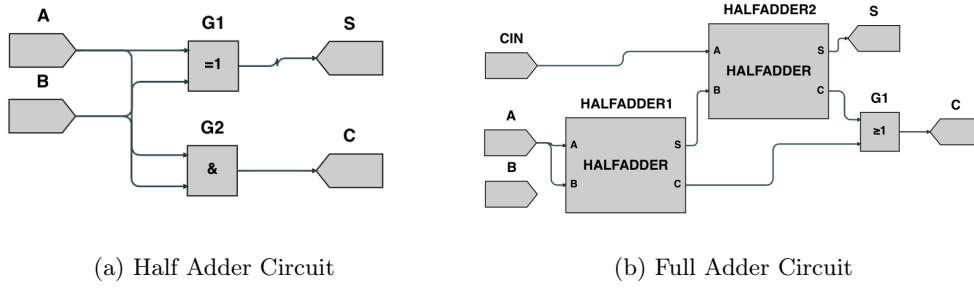 A
B
G1
=1
S
G2
&
C
(a) Half Adder Circuit
HALFADDER2
S
CIN
A
S
HALFADDER
B
C
G1
C
≥1
HALFADDER1
A
A
S
HALFADDER
B
B
C
(b) Full Adder Circuit